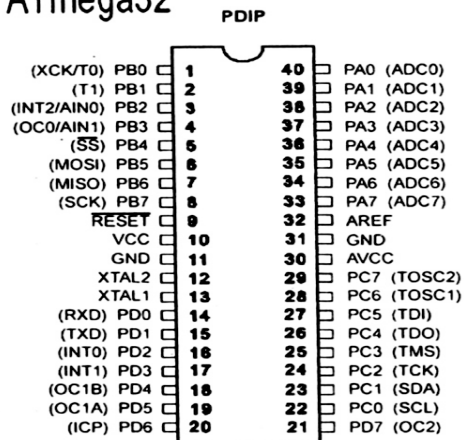 ATmega32
PDIP
(XCK/T0) PB0 1 40 PA0 (ADC0)
(T1) PB1 2 39 PA1 (ADC1)
(INT2/AIN0) PB2 3 38 PA2 (ADC2)
(OC0/AIN1) PB3 4 37 PA3 (ADC3)
(SS) PB4 5 36 PA4 (ADC4)
(MOSI) PB5 6 35 PA5 (ADC5)
(MISO) PB6 7 34 PA6 (ADC6)
(SCK) PB7 8 33 PA7 (ADC7)
RESET 9 32 AREF
VCC 10 31 GND
GND 11 30 AVCC
XTAL2 12 29 PC7 (TOSC2)
XTAL1 13 28 PC6 (TOSC1)
(RXD) PD0 14 27 PC5 (TDI)
(TXD) PD1 15 26 PC4 (TDO)
(INT0) PD2 16 25 PC3 (TMS)
(INT1) PD3 17 24 PC2 (TCK)
(OC1B) PD4 18 23 PC1 (SDA)
(OC1A) PD5 19 22 PC0 (SCL)
(ICP) PD6 20 21 PD7 (OC2)